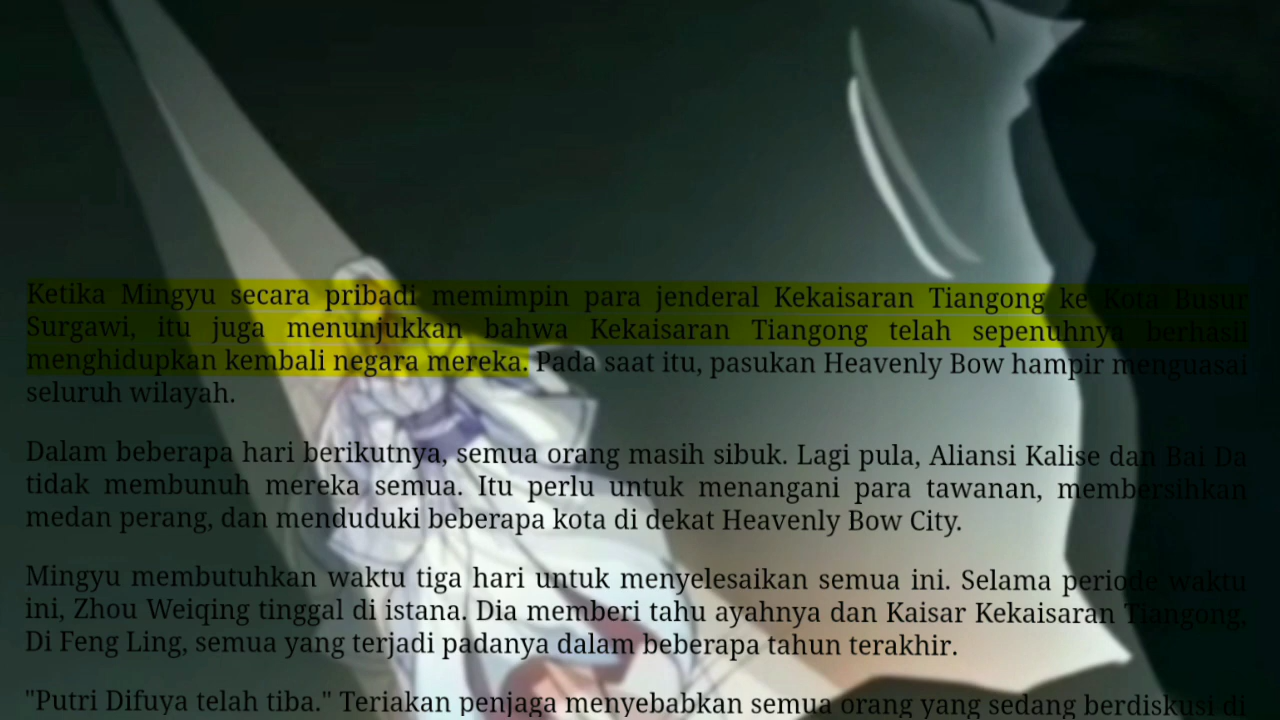 Ketika Mingyu secara pribadi memimpin para jenderal Kekaisaran Tiangong ke Kota Busur
Surgawi, itu juga menunjukkan bahwa Kekaisaran Tiangong telah sepenuhnya berhasil
menghidupkan kembali negara mereka. Pada saat itu, pasukan Heavenly Bow hampir menguasai
seluruh wilayah.
Dalam beberapa hari berikutnya, semua orang masih sibuk. Lagi pula, Aliansi Kalise dan Bai Da
tidak membunuh mereka semua. Itu perlu untuk menangani para tawanan, membersihkan
medan perang, dan menduduki beberapa kota di dekat Heavenly Bow City.
Mingyu membutuhkan waktu tiga hari untuk menyelesaikan semua ini. Selama periode waktu
ini, Zhou Weiqing tinggal di istana. Dia memberi tahu ayahnya dan Kaisar Kekaisaran Tiangong,
Di Feng Ling, semua yang terjadi padanya dalam beberapa tahun terakhir.
"Putri Difuya telah tiba." Teriakan penjaga menyebabkan semua orang yang sedang berdiskusi di